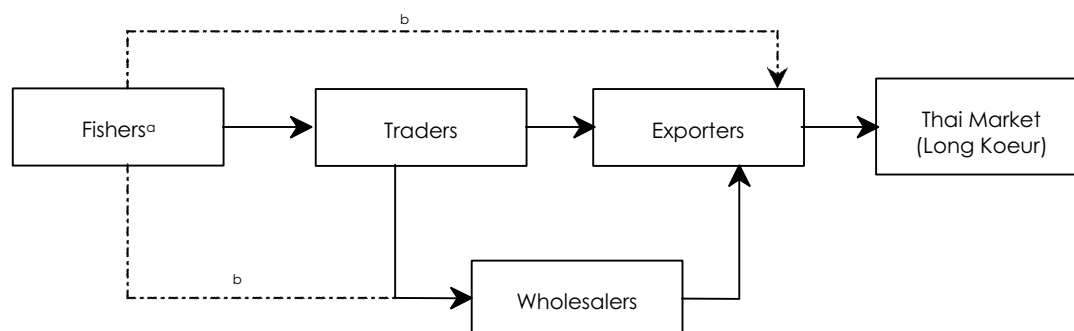 b
Fishersᵃ
Traders
Exporters
Thai Market
(Long Koeur)
b
Wholesalers